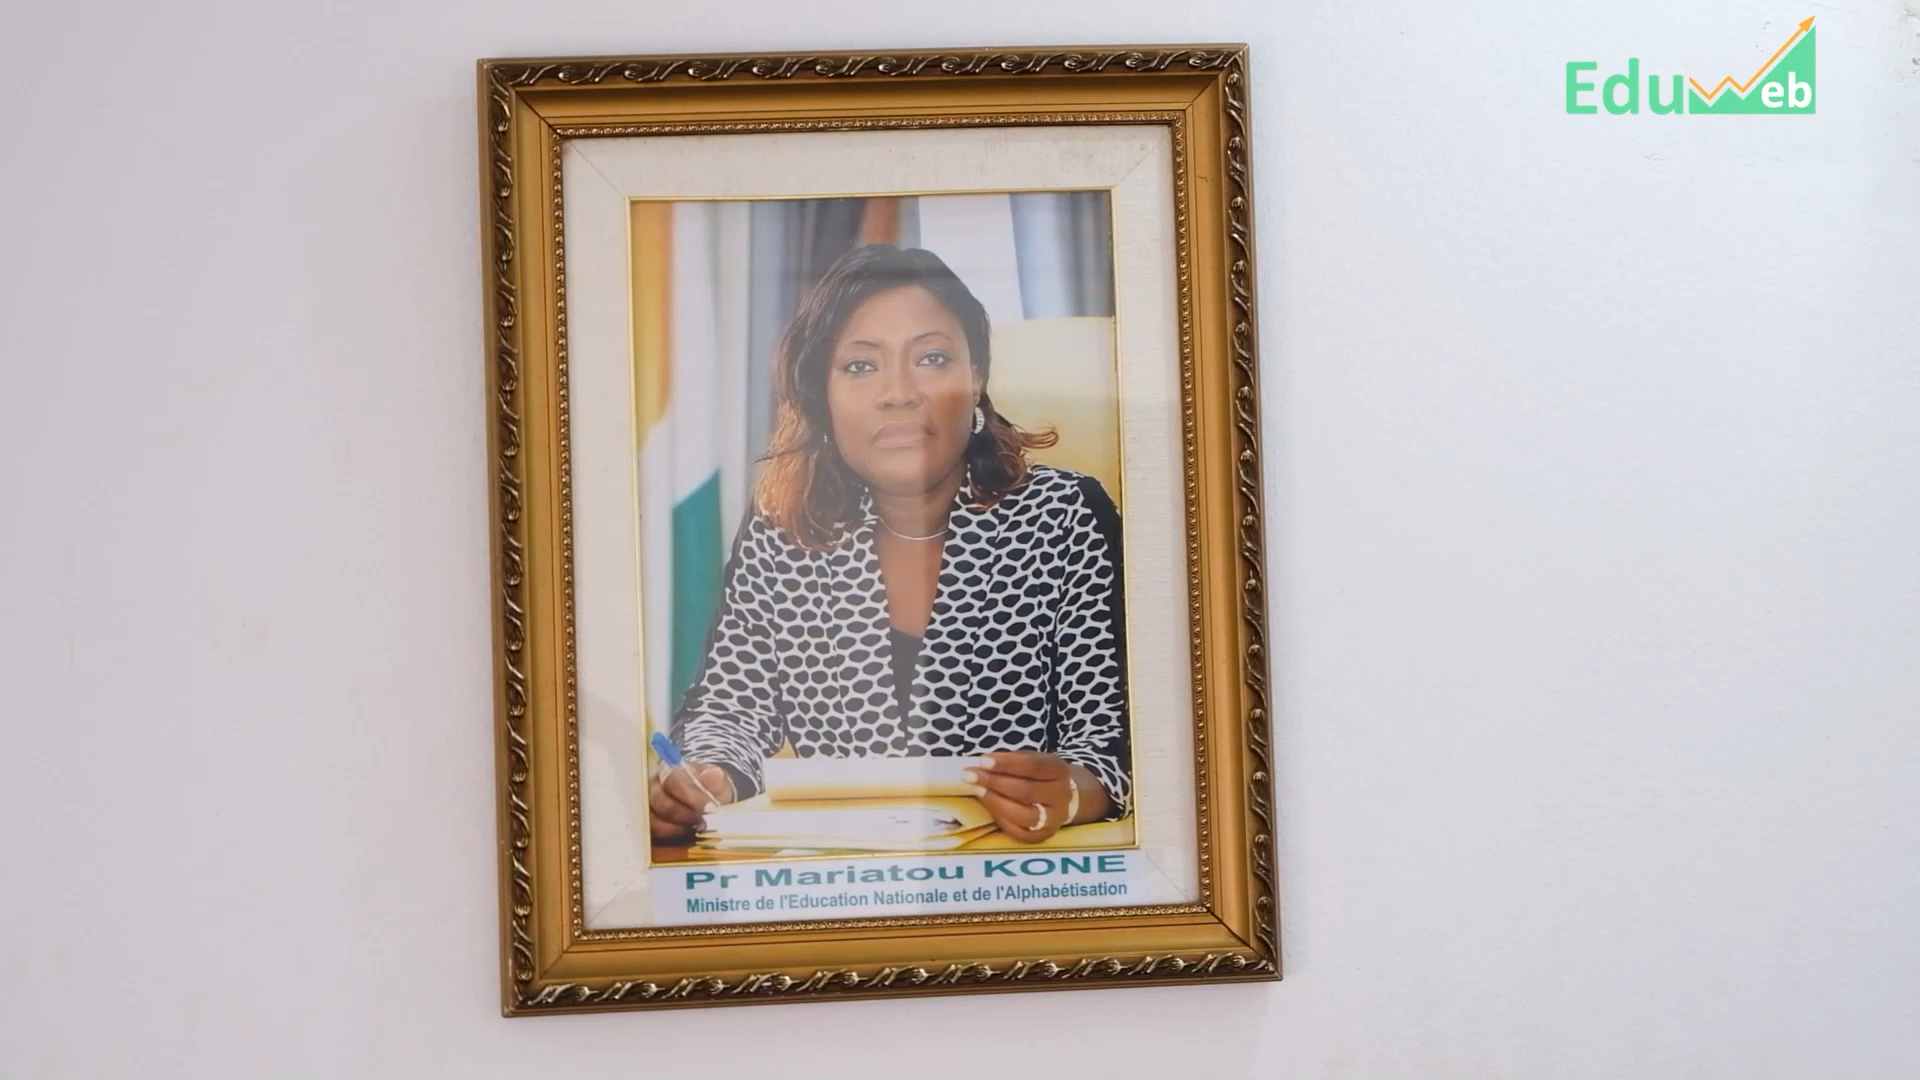 Eduweb
Pr Mariatou KONE
Ministre de l'Education Nationale et de l'Alphabétisation